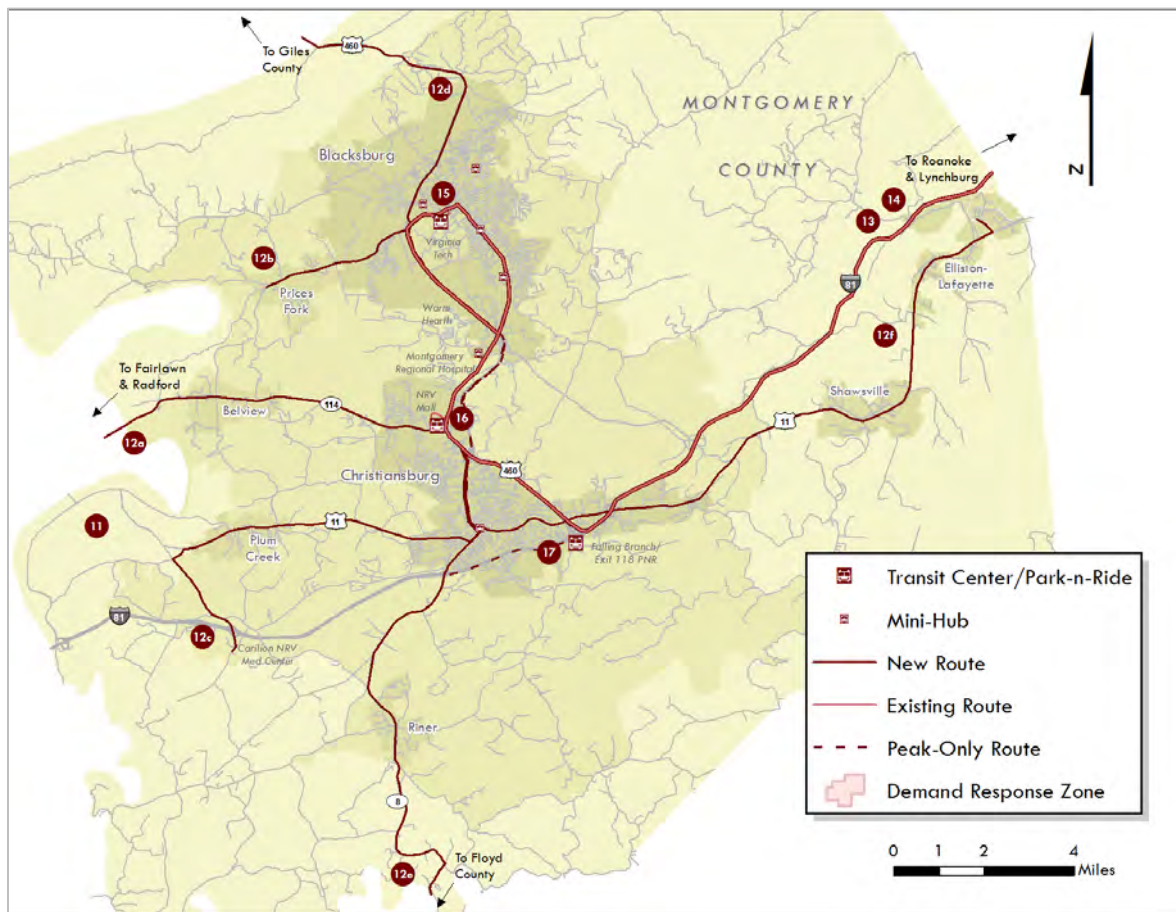 To Giles
County
460
12d
MONTGOMERY
COUNTY
Blacksburg
To Roanoke
& Lynchburg
N
15
14
13
Virginia
Tech
12b
Prices
Fork
81
Elliston-
Lafayette
Warm
Hearth
12f
Montgomery
Regional Hospital
To Fairlawn
& Radford
NRV
Mall
Shawsville
Belview
114
16
11
12a
Christiansburg
460
11
11
Plum
Creek
17
Falling Branch/
Exit 118 PNR
81
12c
Carilion NRV
Med.Center
Riner
8
To Floyd
County
12e
Transit Center/Park-n-Ride
Mini-Hub
New Route
Existing Route
Peak-Only Route
Demand Response Zone
0 1 2 4
Miles